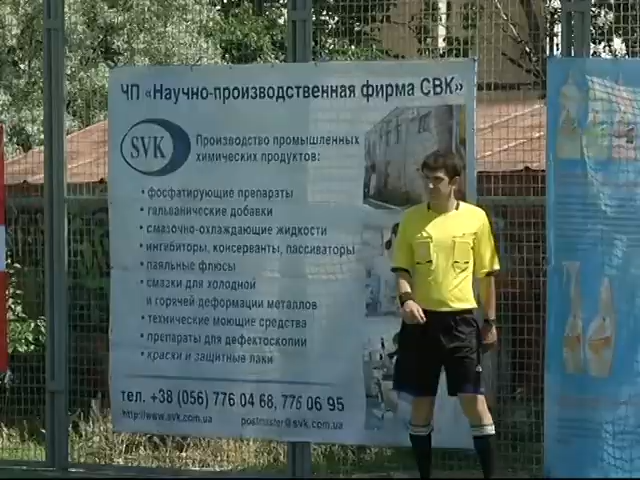 ЧП «Научно-производственная фирма СВК»
SVK
Производство промышленных
химических продуктов:
• фосфатирующие препараты
• гальванические добавки
• смазочно-охлаждающие жидкости
• ингибиторы, консерванты, пассиваторы
• паяльные флюсы
• смазки для холодной
и горячей деформации металлов
• технические моющие средства
• препараты для дефектоскопии
• краски и защитные лаки
тел. +38 (056) 776 04 68, 776 06 95
http://www.svk.com.ua postmaster@svk.com.ua